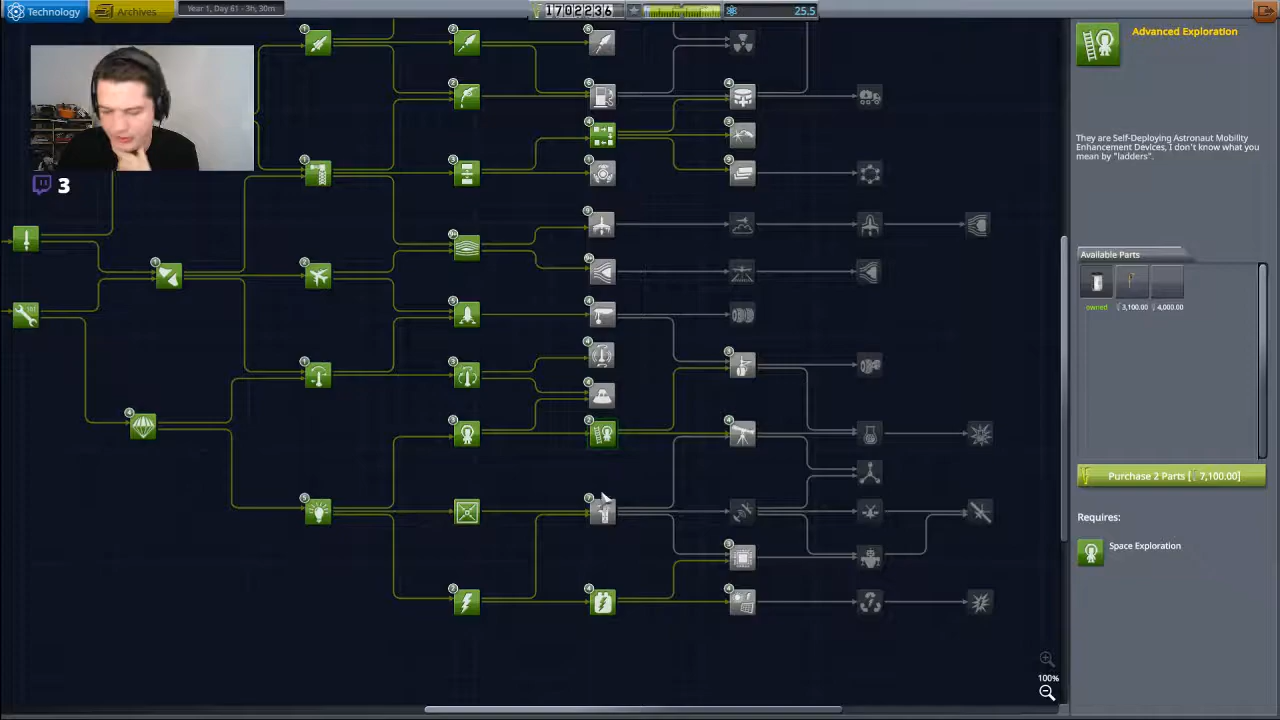 Technology
Archives
Year 1, Day 61 - 3h, 30m
1702236
25.5
Advanced Exploration
They are Self-Deploying Astronaut Mobility
Enhancement Devices, I don't know what you
mean by "ladders".
3
Available Parts
owned
3,100.00
4,000.00
Purchase 2 Parts [ 7,100.00]
Requires:
Space Exploration
100%